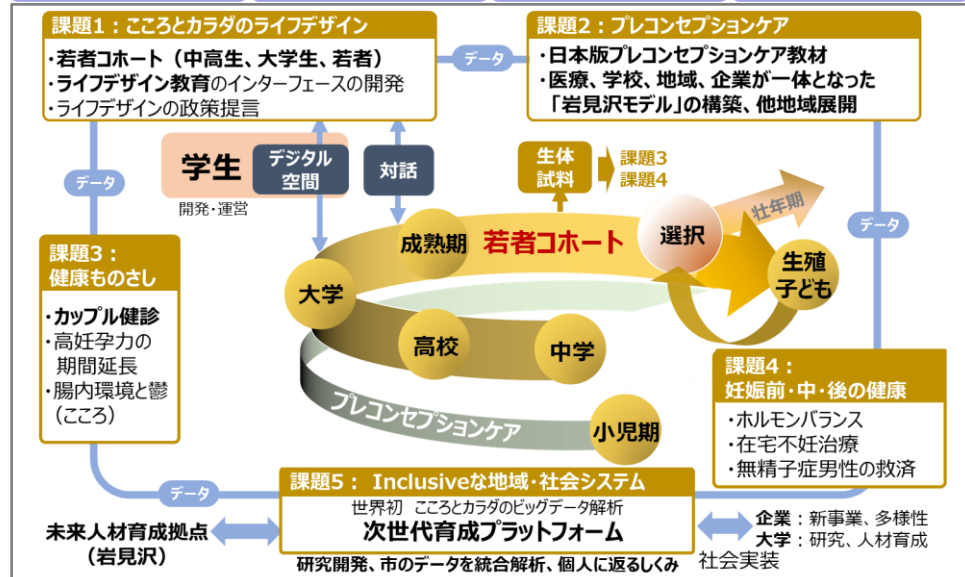 課題1：こころとカラダのライフデザイン
・若者コホート（中高生、大学生、若者）
・ライフデザイン教育のインターフェースの開発
・ライフデザインの政策提言
データ
課題2：プレコンセプションケア
・日本版プレコンセプションケア教材
・医療、学校、地域、企業が一体となった
「岩見沢モデル」の構築、他地域展開
学生
デジタル
空間
開発・運営
対話
生体
試料
課題3
課題4
データ
データ
壮年期
選択
若者コホート
成熟期
生殖
子ども
大学
高校
中学
プレコンセプションケア
小児期
課題3：
健康ものさし
・カップル健診
・高妊孕力の
期間延長
・腸内環境と鬱
（こころ）
課題4：
妊娠前・中・後の健康
・ホルモンバランス
・在宅不妊治療
・無精子症男性の救済
データ
課題5： Inclusiveな地域・社会システム
世界初 こころとカラダのビッグデータ解析
次世代育成プラットフォーム
研究開発、市のデータを統合解析、個人に返るしくみ
未来人材育成拠点
（岩見沢）
企業：新事業、多様性
大学：研究、人材育成
社会実装